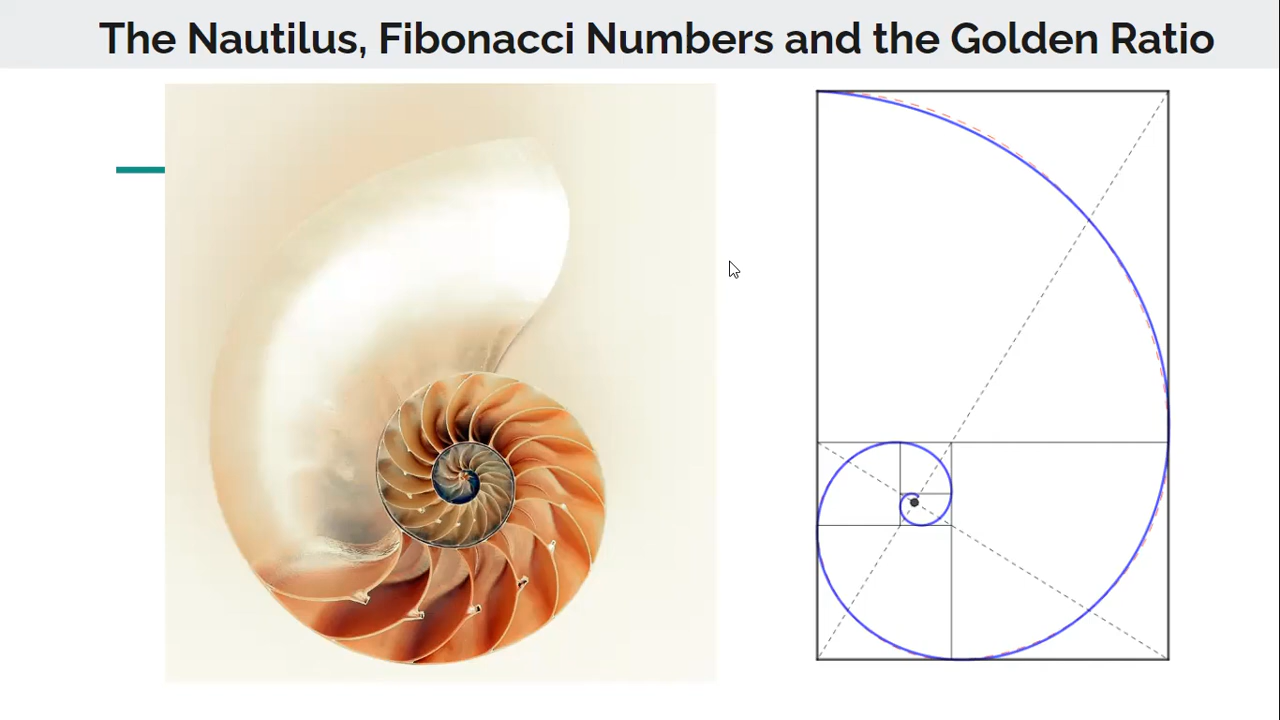 The Nautilus, Fibonacci Numbers and the Golden Ratio